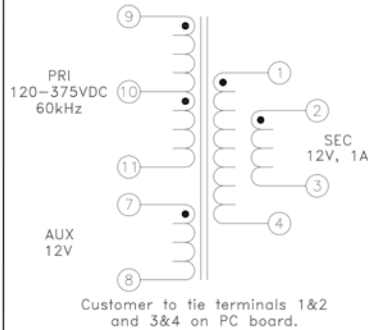 9
PRI
120-375VDC
60kHz
10
11
7
AUX
12V
8
1
2
SEC
12V, 1A
3
4
Customer to tie terminals 1&2
and 3&4 on PC board.